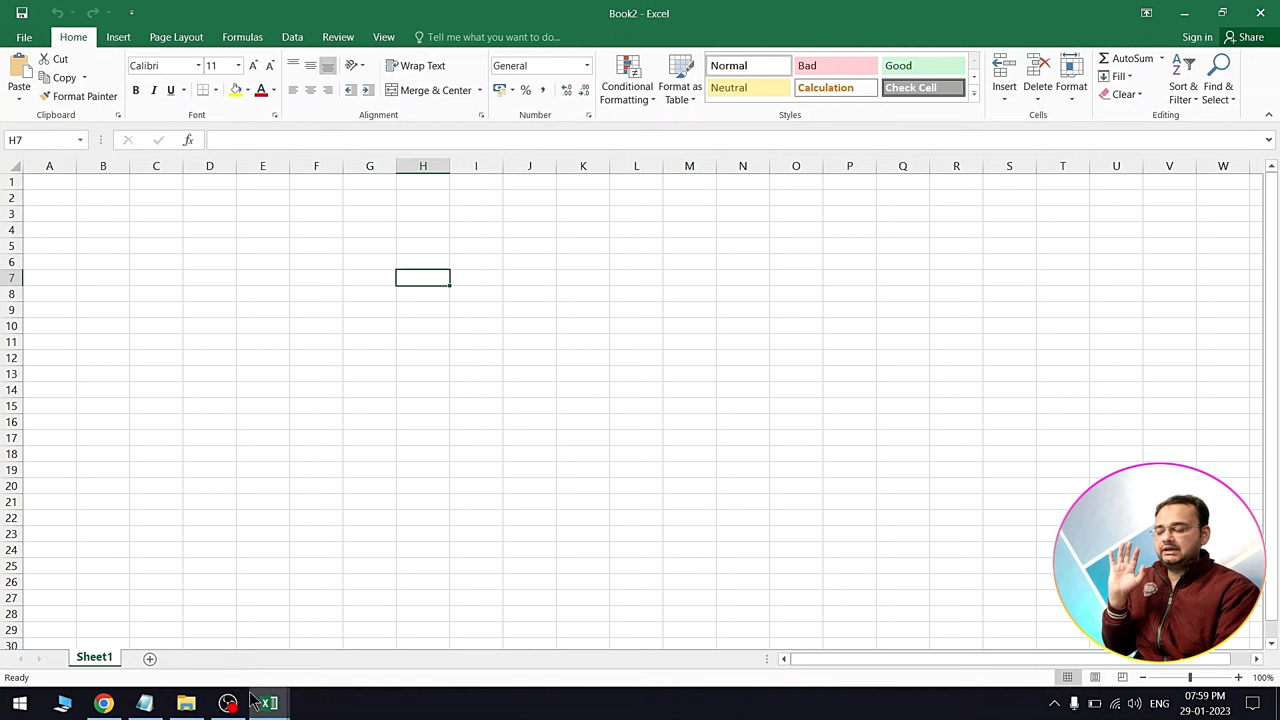 Book2 - Excel
File Home Insert Page Layout Formulas Data Review View Tell me what you want to do... Sign in Share
Paste Cut Copy Format Painter Clipboard
Calibri 11 B I U A Font
Wrap Text Merge & Center Alignment
General % , Number
Conditional Formatting Format as Table
Normal Bad Good
Neutral Calculation Check Cell
Styles
Insert Delete Format Cells
AutoSum Fill Clear Sort & Filter Find & Select Editing
H7 fx
A B C D E F G H I J K L M N O P Q R S T U V W
1
2
3
4
5
6
7
8
9
10
11
12
13
14
15
16
17
18
19
20
21
22
23
24
25
26
27
28
29
30
Sheet1
Ready 100%
ENG 07:59 PM
29-01-2023